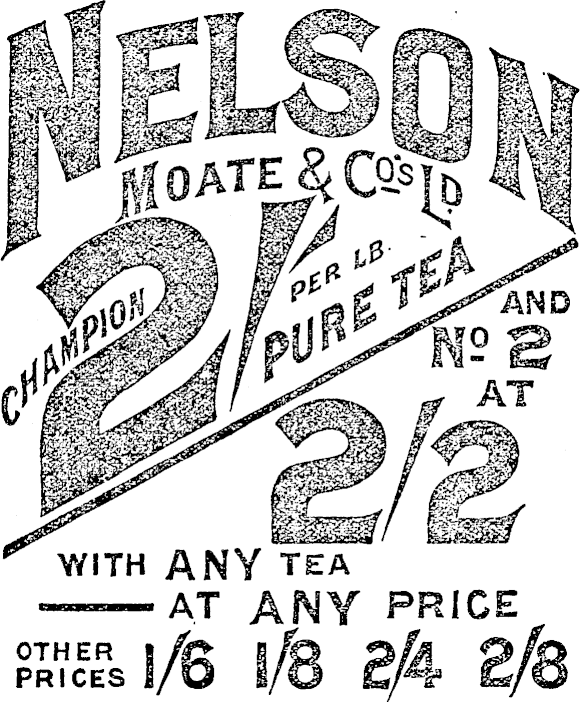 NELSON
MOATE & Co's LD.
CHAMPION 2/- PER LB.
PURE TEA
AND
No 2
AT
2/2
WITH ANY TEA
AT ANY PRICE
OTHER PRICES 1/6 1/8 2/4 2/8